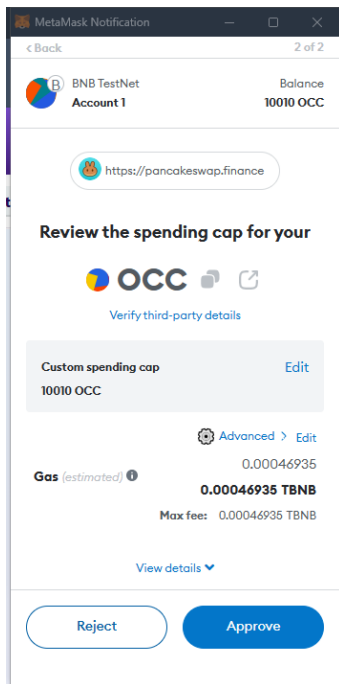 MetaMask Notification
< Back 2 of 2
B BNB TestNet Balance
Account 1 10010 OCC
https://pancakeswap.finance
Review the spending cap for your
OCC
Verify third-party details
Custom spending cap Edit
10010 OCC
Advanced > Edit
0.00046935
Gas (estimated) 0.00046935 TBNB
Max fee: 0.00046935 TBNB
View details
Reject Approve